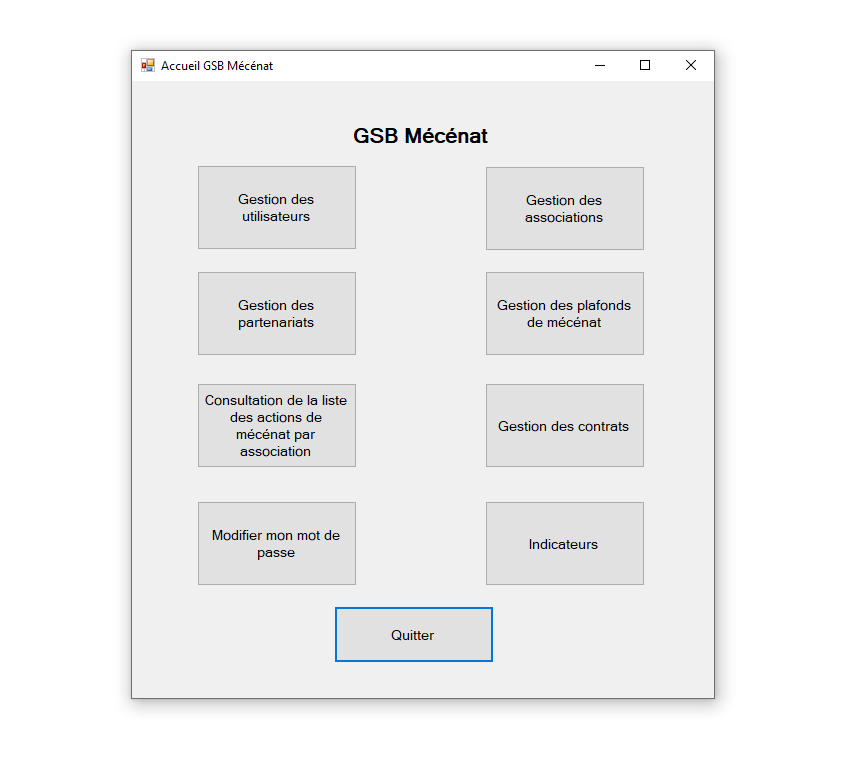 Accueil GSB Mécénat
GSB Mécénat
Gestion des
utilisateurs
Gestion des
associations
Gestion des
partenariats
Gestion des plafonds
de mécénat
Consultation de la liste
des actions de
mécénat par
association
Gestion des contrats
Modifier mon mot de
passe
Indicateurs
Quitter